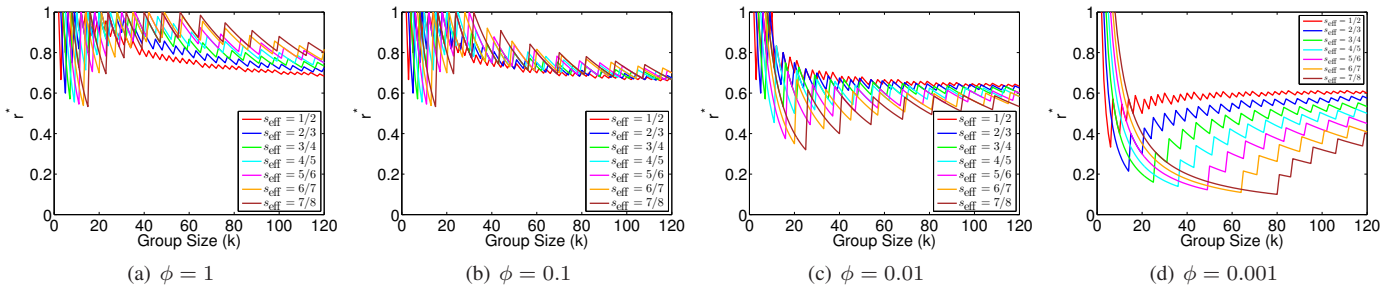 r*
1
0.8
0.6
0.4
0.2
0
0 20 40 60 80 100 120
Group Size (k)
s_eff = 1/2
s_eff = 2/3
s_eff = 3/4
s_eff = 4/5
s_eff = 5/6
s_eff = 6/7
s_eff = 7/8
(a) ϕ = 1
r*
1
0.8
0.6
0.4
0.2
0
0 20 40 60 80 100 120
Group Size (k)
s_eff = 1/2
s_eff = 2/3
s_eff = 3/4
s_eff = 4/5
s_eff = 5/6
s_eff = 6/7
s_eff = 7/8
(b) ϕ = 0.1
r*
1
0.8
0.6
0.4
0.2
0
0 20 40 60 80 100 120
Group Size (k)
s_eff = 1/2
s_eff = 2/3
s_eff = 3/4
s_eff = 4/5
s_eff = 5/6
s_eff = 6/7
s_eff = 7/8
(c) ϕ = 0.01
r*
1
0.8
0.6
0.4
0.2
0
0 20 40 60 80 100 120
Group Size (k)
s_eff = 1/2
s_eff = 2/3
s_eff = 3/4
s_eff = 4/5
s_eff = 5/6
s_eff = 6/7
s_eff = 7/8
(d) ϕ = 0.001